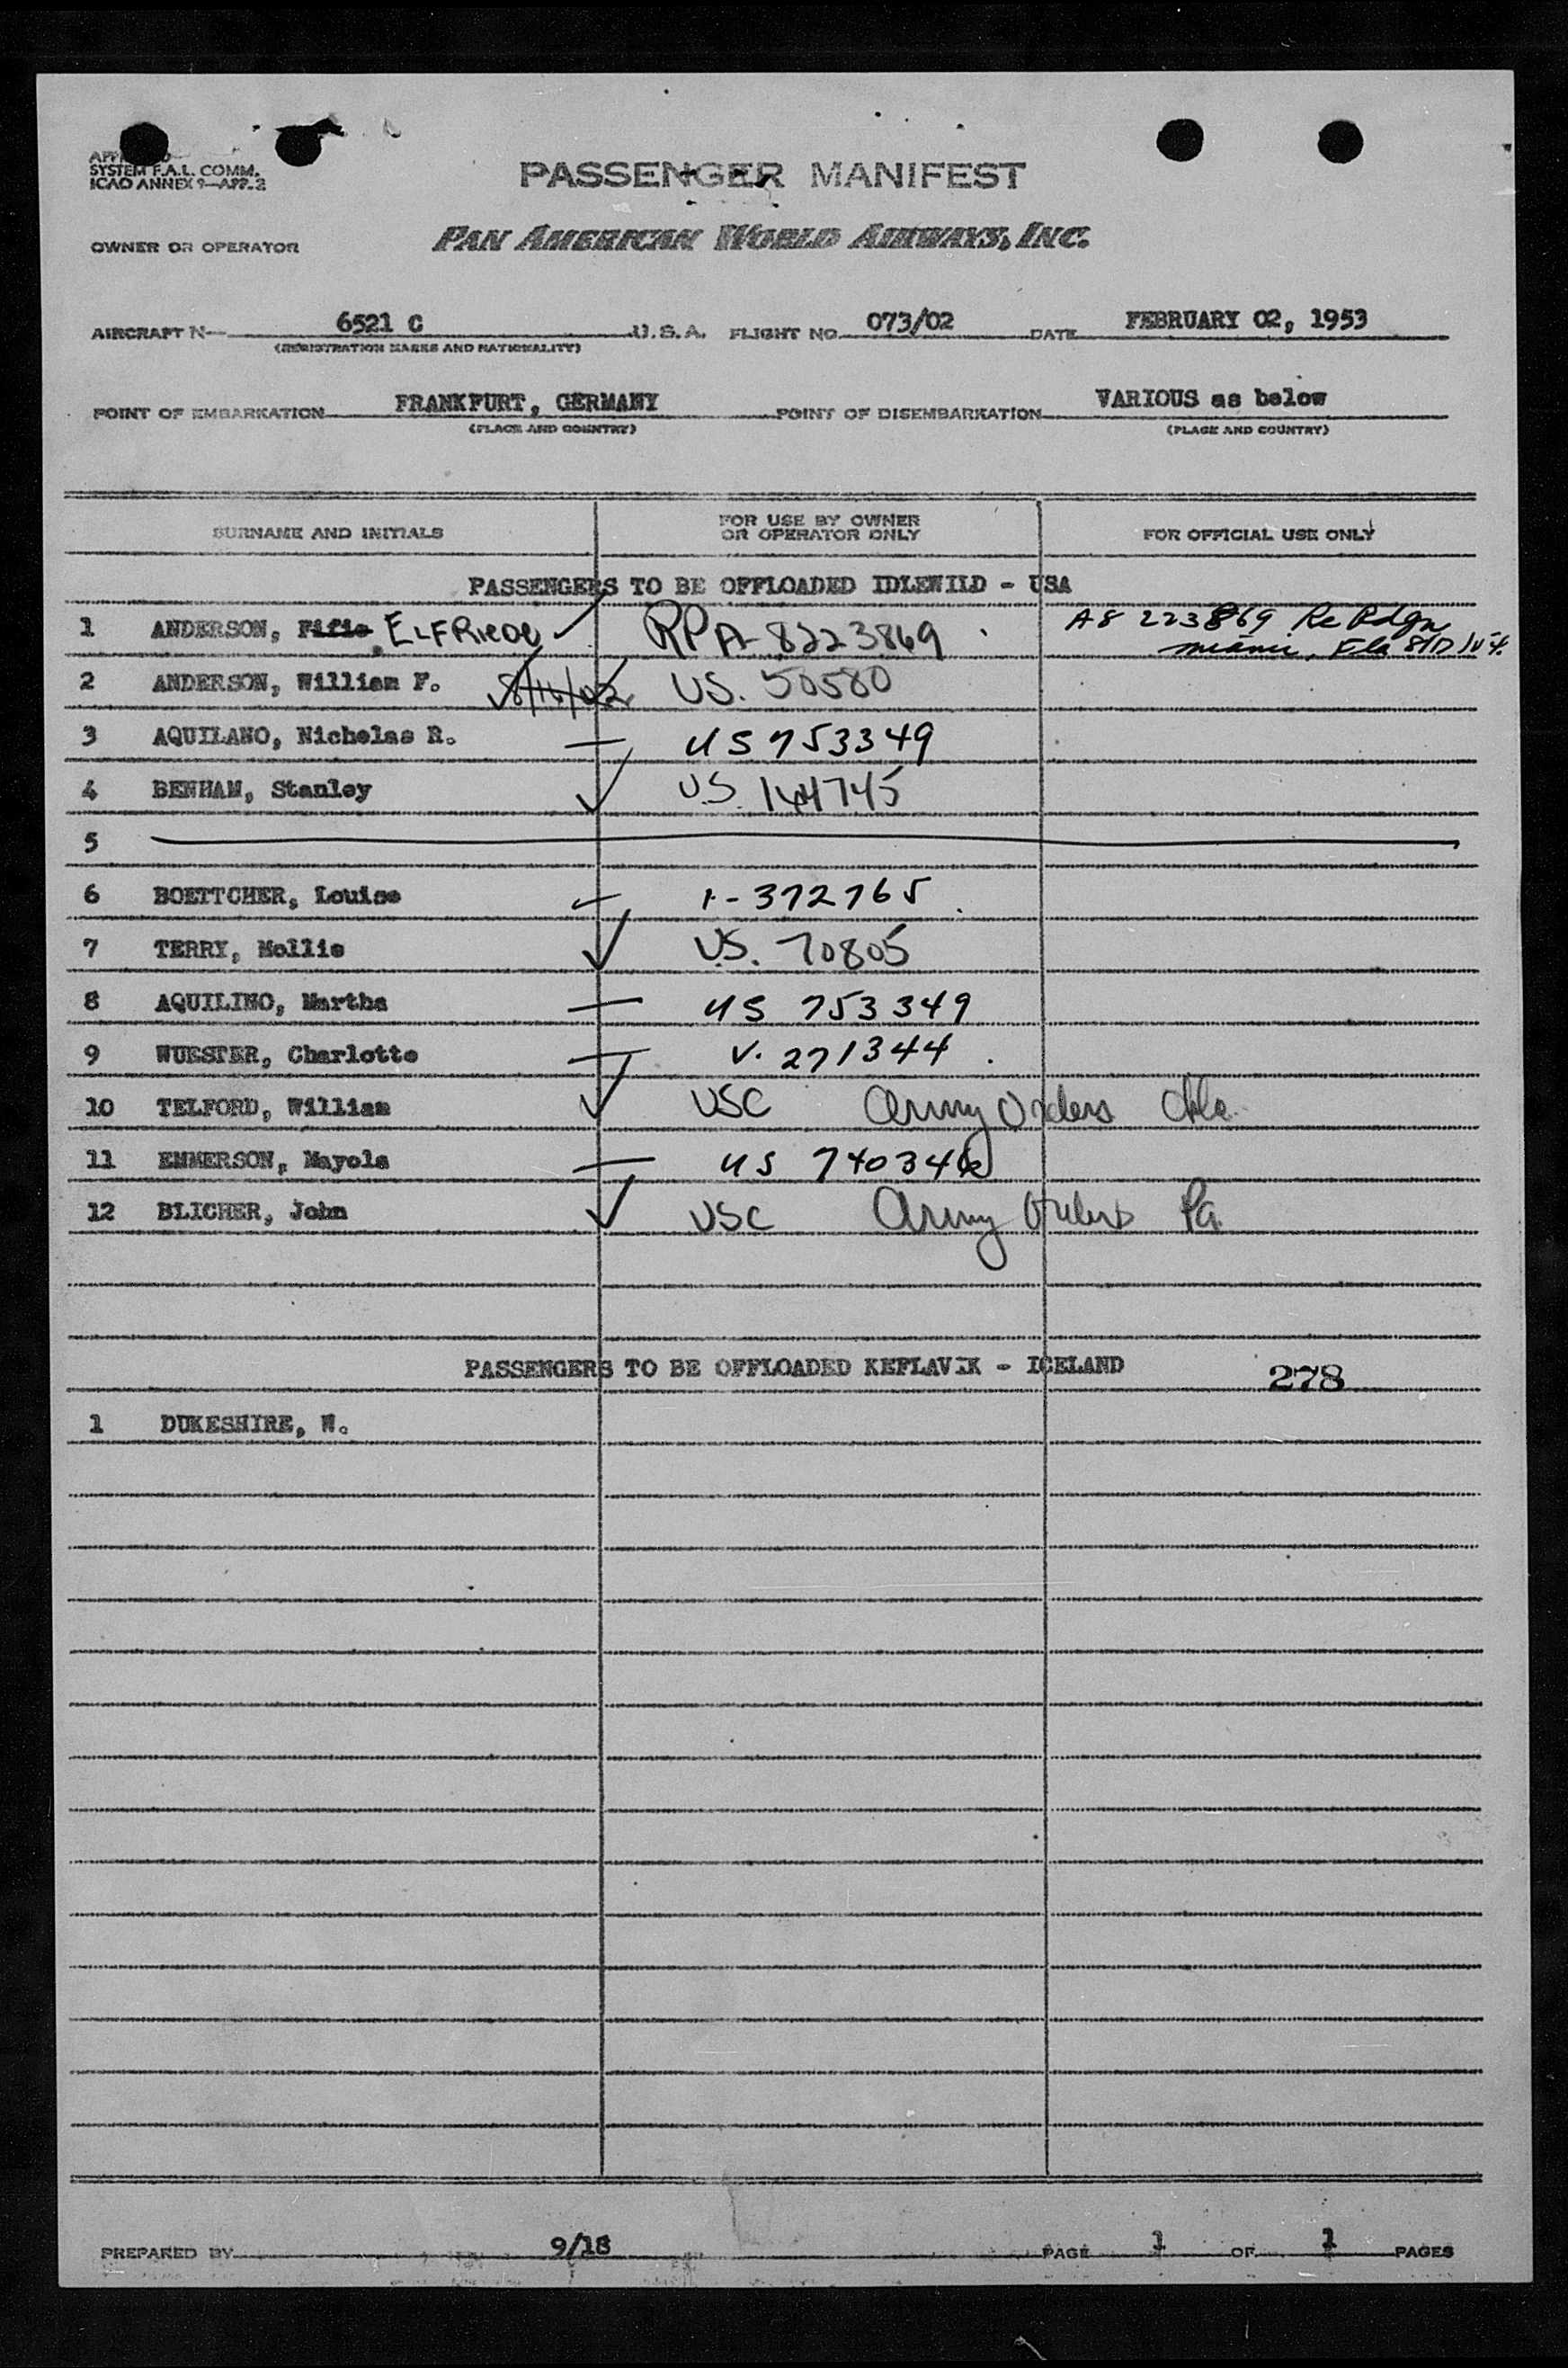 SYSTEM F.A.L. COMM.
ICAO ANNEX 9—APP. 2
PASSENGER MANIFEST
OWNER OR OPERATOR PAN AMERICAN WORLD AIRWAYS, INC.
AIRCRAFT N— 6521 C U.S.A. FLIGHT NO. 073/02 DATE FEBRUARY 02, 1953
(REGISTRATION MARKS AND NATIONALITY)
POINT OF EMBARKATION FRANKFURT, GERMANY POINT OF DISEMBARKATION VARIOUS as below
(PLACE AND COUNTRY) (PLACE AND COUNTRY)
SURNAME AND INITIALS FOR USE BY OWNER OR OPERATOR ONLY FOR OFFICIAL USE ONLY
PASSENGERS TO BE OFFLOADED IDLEWILD - USA
1 ANDERSON, Fifie ELFRIEDE RP A-8223869 A8 223869 Re Rdgn
Miami, Fla
2 ANDERSON, William F. US. 50580
3 AQUILANO, Nicholas R. US 753349
4 BENHAM, Stanley U.S. 144745
5
6 BOETTCHER, Louise 1-372765
7 TERRY, Mollie U.S. 70805
8 AQUILINO, Martha US 753349
9 WUESTER, Charlotte V. 271344
10 TELFORD, William USC Army Orders
11 EMMERSON, Mayola US 740346
12 BLICHER, John USC Army Orders Pa.
PASSENGERS TO BE OFFLOADED KEFLAVIK - ICELAND
278
1 DUKESHIRE, W.
PREPARED BY 9/18 PAGE 1 OF 1 PAGES